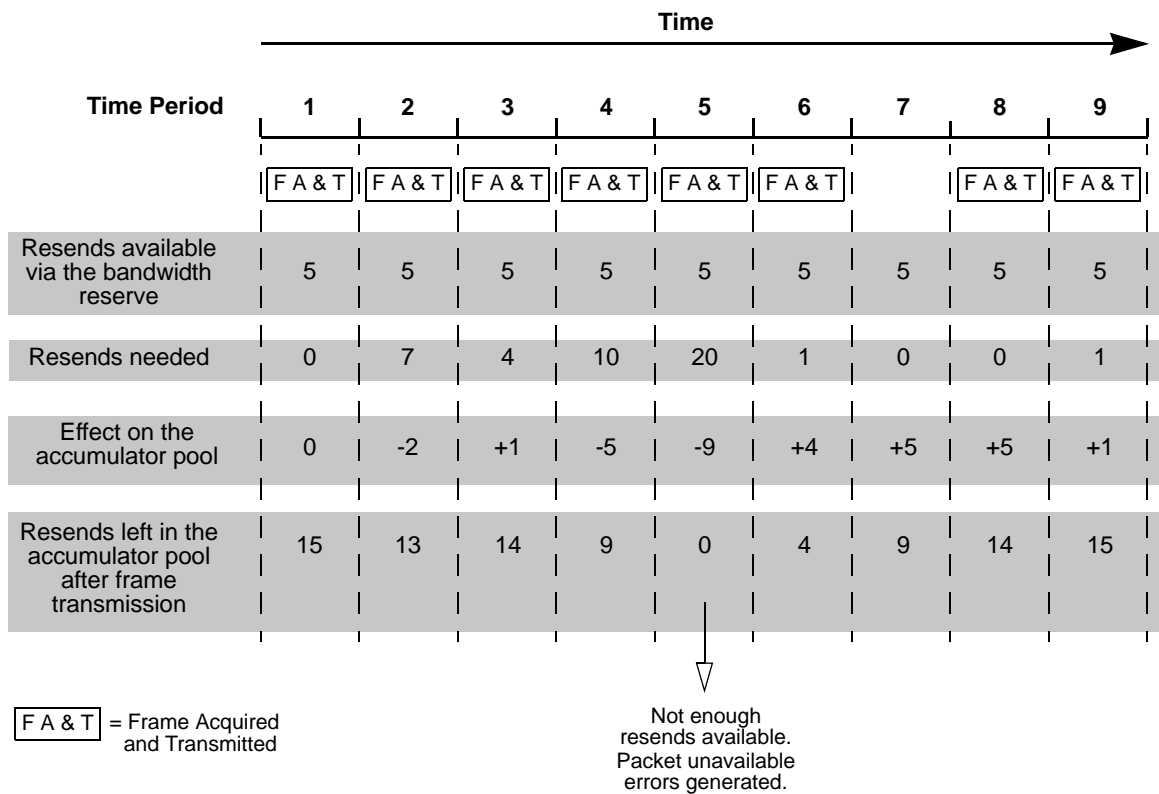 Time
Time Period 1 2 3 4 5 6 7 8 9
F A & T F A & T F A & T F A & T F A & T F A & T F A & T F A & T
Resends available
via the bandwidth
reserve
5 5 5 5 5 5 5 5 5
Resends needed 0 7 4 10 20 1 0 0 1
Effect on the
accumulator pool
0 -2 +1 -5 -9 +4 +5 +5 +1
Resends left in the
accumulator pool
after frame
transmission
15 13 14 9 0 4 9 14 15
F A & T = Frame Acquired
and Transmitted
Not enough
resends available.
Packet unavailable
errors generated.